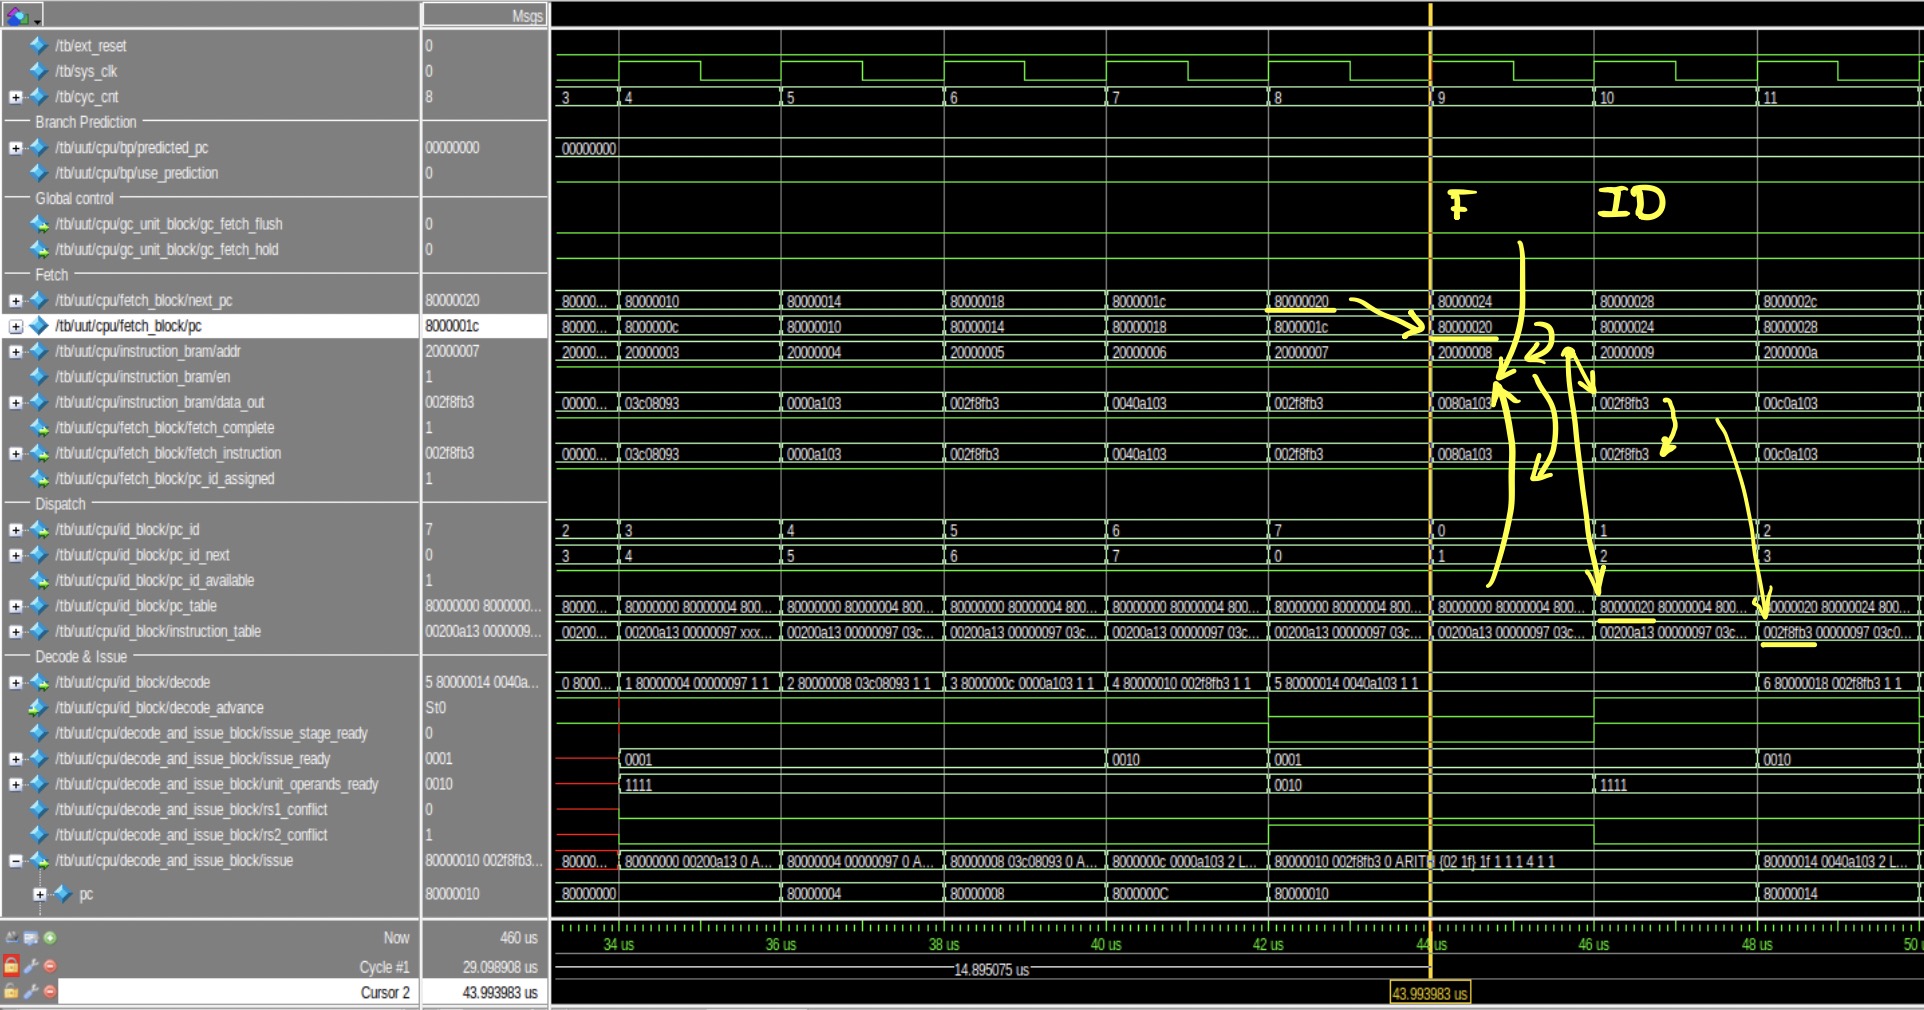 Msgs
/tb/ext_reset 0
/tb/sys_clk 0
/tb/cyc_cnt 8 3 4 5 6 7 8 9 10 11
Branch Prediction
/tb/uut/cpu/bp/predicted_pc 00000000 00000000
/tb/uut/cpu/bp/use_prediction 0
Global control
F ID
/tb/uut/cpu/gc_unit_block/gc_fetch_flush 0
/tb/uut/cpu/gc_unit_block/gc_fetch_hold 0
Fetch
/tb/uut/cpu/fetch_block/next_pc 80000020 80000... 80000010 80000014 80000018 8000001c 80000020 80000024 80000028 8000002c
/tb/uut/cpu/fetch_block/pc 8000001c 80000... 8000000c 80000010 80000014 80000018 8000001c 80000020 80000024 80000028
/tb/uut/cpu/instruction_bram/addr 20000007 20000... 20000003 20000004 20000005 20000006 20000007 20000008 20000009 2000000a
/tb/uut/cpu/instruction_bram/en 1
/tb/uut/cpu/instruction_bram/data_out 002f8fb3 00000... 03c08093 0000a103 002f8fb3 0040a103 002f8fb3 0080a103 002f8fb3 00c0a103
/tb/uut/cpu/fetch_block/fetch_complete 1
/tb/uut/cpu/fetch_block/fetch_instruction 002f8fb3 00000... 03c08093 0000a103 002f8fb3 0040a103 002f8fb3 0080a103 002f8fb3 00c0a103
/tb/uut/cpu/fetch_block/pc_id_assigned 1
Dispatch
/tb/uut/cpu/id_block/pc_id 7 2 3 4 5 6 7 0 1 2
/tb/uut/cpu/id_block/pc_id_next 0 3 4 5 6 7 0 1 2 3
/tb/uut/cpu/id_block/pc_id_available 1
/tb/uut/cpu/id_block/pc_table 80000000 8000000... 80000... 80000000 80000004 800... 80000000 80000004 800... 80000000 80000004 800... 80000000 80000004 800... 80000000 80000004 800... 80000000 80000004 800... 80000020 80000004 800... 0000020 80000024 800...
/tb/uut/cpu/id_block/instruction_table 00200a13 0000009... 00200... 00200a13 00000097 xxx... 00200a13 00000097 03c... 00200a13 00000097 03c... 00200a13 00000097 03c... 00200a13 00000097 03c... 00200a13 00000097 03c... 00200a13 00000097 03c... 002f8fb3 00000097 03c0...
Decode & Issue
/tb/uut/cpu/id_block/decode 5 80000014 0040a... 0 8000... 1 80000004 00000097 1 1 2 80000008 03c08093 1 1 3 8000000c 0000a103 1 1 4 80000010 002f8fb3 1 1 5 80000014 0040a103 1 1 6 80000018 002f8fb3 1 1
/tb/uut/cpu/id_block/decode_advance St0
/tb/uut/cpu/decode_and_issue_block/issue_stage_ready 0
/tb/uut/cpu/decode_and_issue_block/issue_ready 0001 0001 0010 0001 0010
/tb/uut/cpu/decode_and_issue_block/unit_operands_ready 0010 1111 0010 1111
/tb/uut/cpu/decode_and_issue_block/rs1_conflict 0
/tb/uut/cpu/decode_and_issue_block/rs2_conflict 1
/tb/uut/cpu/decode_and_issue_block/issue 80000010 002f8fb3... 80000... 80000000 00200a13 0 A... 80000004 00000097 0 A... 80000008 03c08093 0 A... 8000000c 0000a103 2 L... 80000010 002f8fb3 0 ARITH {02 1f} 1f 1 1 1 4 1 1 80000014 0040a103 2 L...
pc 80000010 80000000 80000004 80000008 8000000C 80000010 80000014
Now 460 us 34 us 36 us 38 us 40 us 42 us 44 us 46 us 48 us 50
Cycle #1 29.098908 us 14.895075 us
Cursor 2 43.993983 us 43.993983 us